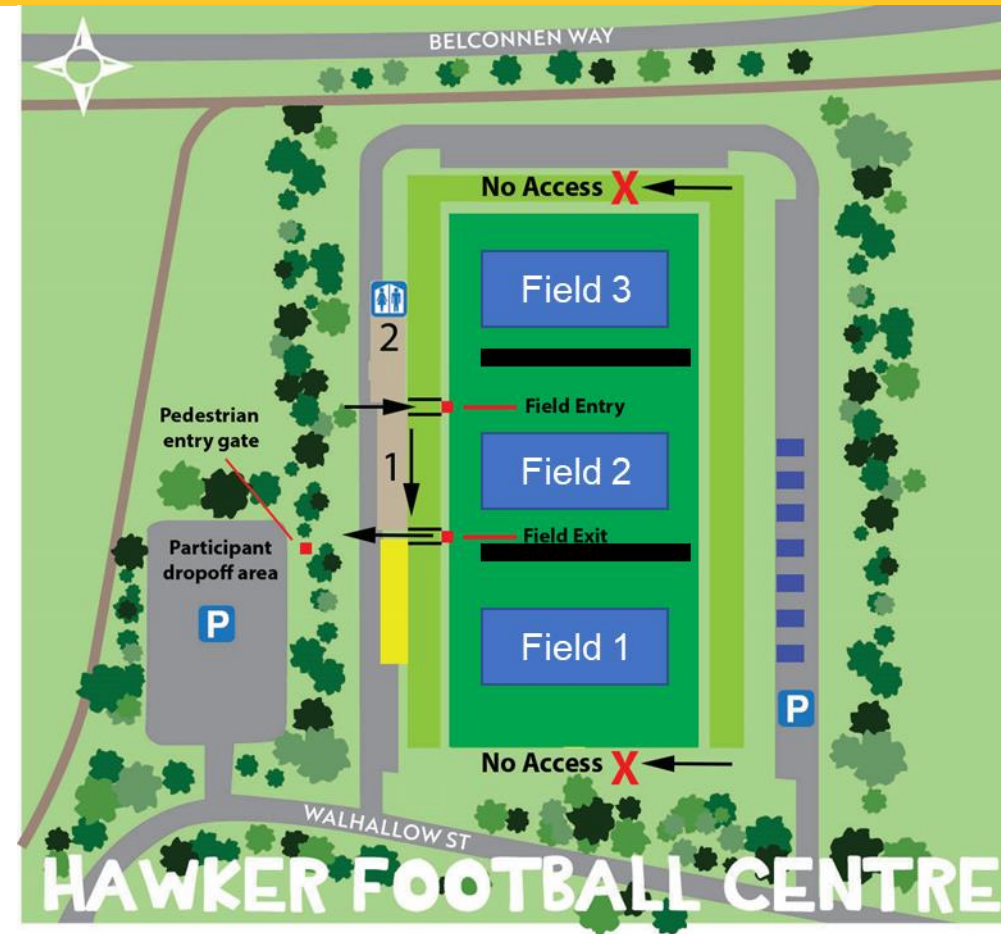 BELCONNEN WAY
No Access X
Field 3
2
Field Entry
Pedestrian
entry gate
1
Field 2
Field Exit
Participant
dropoff area
P
Field 1
P
No Access X
WALHALLOW ST
HAWKER FOOTBALL CENTRE